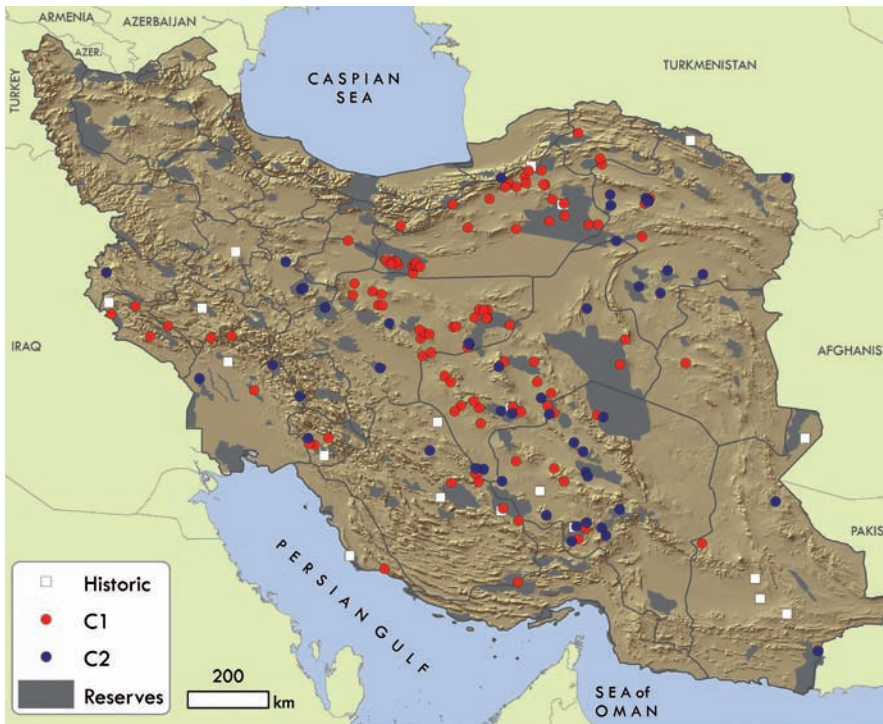 ARMENIA
AZERBAIJAN
AZER.
TURKEY
CASPIAN
SEA
TURKMENISTAN
IRAQ
AFGHANIST
PAKIS
PERSIAN GULF
SEA of
OMAN
Historic
C1
C2
Reserves
200
km